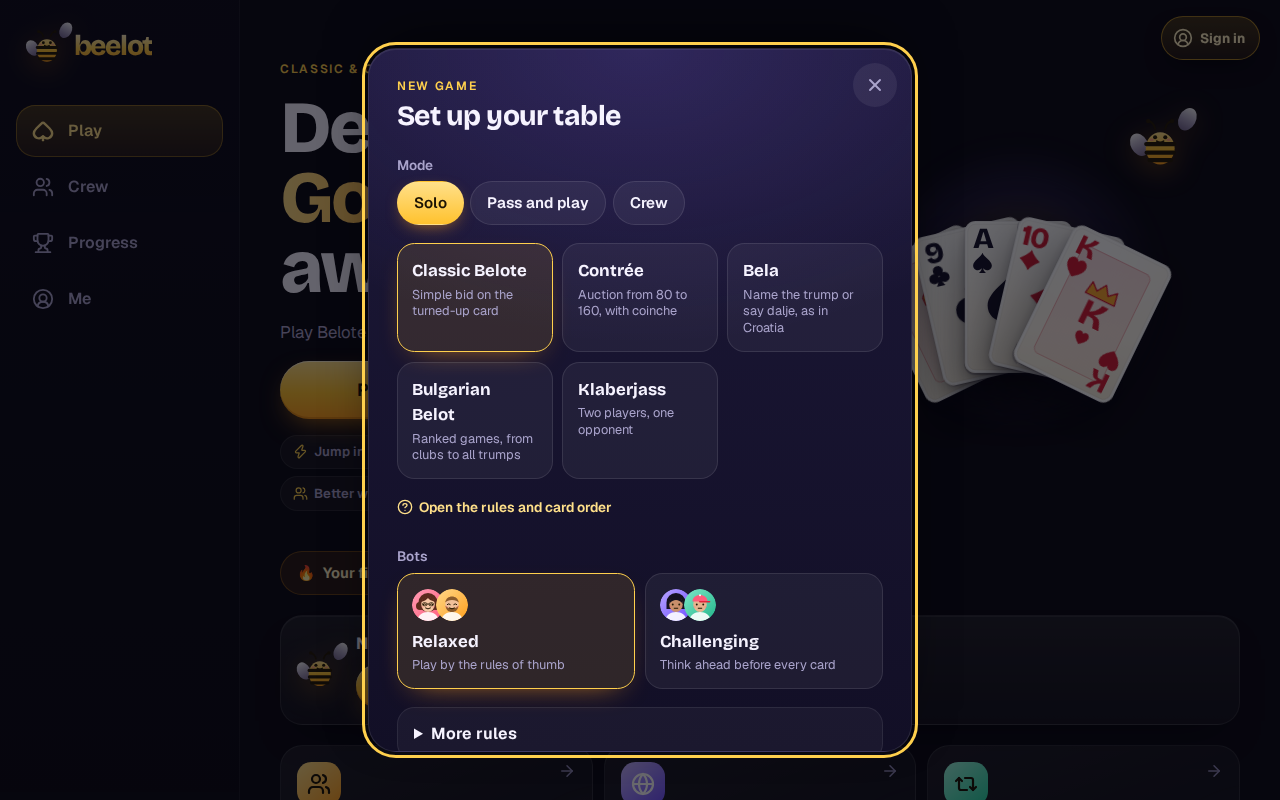 beelot
Sign in
CLASSIC &
NEW GAME
Set up your table
Play
Crew
Progress
Me
De
Go
aw
Play Belote
Jump in
Better
Mode
Solo
Pass and play
Crew
Classic Belote
Simple bid on the
turned-up card
Contrée
Auction from 80 to
160, with coinche
Bela
Name the trump or
say dalje, as in
Croatia
Bulgarian
Belot
Ranked games, from
clubs to all trumps
Klaberjass
Two players, one
opponent
Open the rules and card order
Bots
Relaxed
Play by the rules of thumb
Challenging
Think ahead before every card
More rules
Your
9
A
10
K
K
K